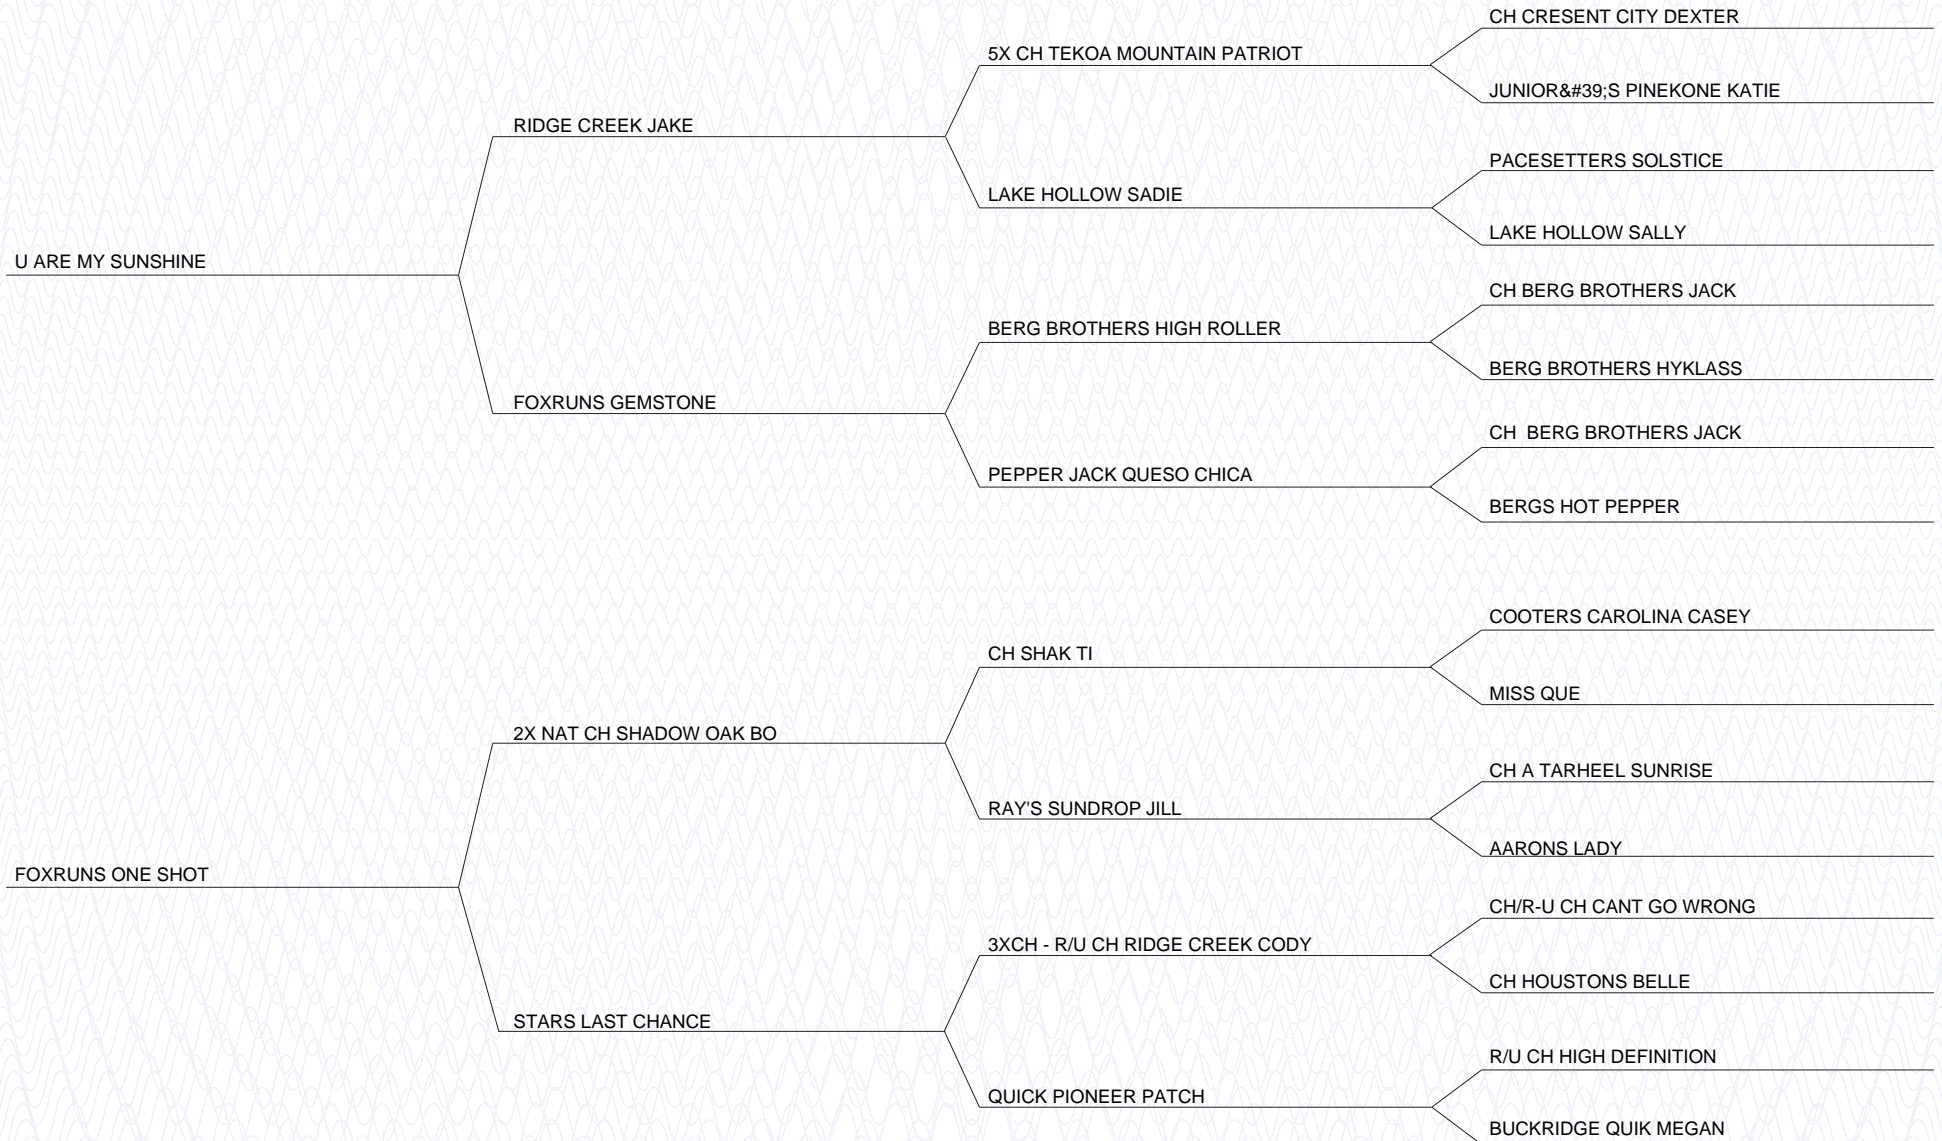 CH CRESENT CITY DEXTER
5X CH TEKOA MOUNTAIN PATRIOT
JUNIOR&#39;S PINEKONE KATIE
RIDGE CREEK JAKE
PACESETTERS SOLSTICE
LAKE HOLLOW SADIE
LAKE HOLLOW SALLY
U ARE MY SUNSHINE
CH BERG BROTHERS JACK
BERG BROTHERS HIGH ROLLER
BERG BROTHERS HYKLASS
FOXRUNS GEMSTONE
CH  BERG BROTHERS JACK
PEPPER JACK QUESO CHICA
BERGS HOT PEPPER
COOTERS CAROLINA CASEY
CH SHAK TI
MISS QUE
2X NAT CH SHADOW OAK BO
CH A TARHEEL SUNRISE
RAY'S SUNDROP JILL
AARONS LADY
FOXRUNS ONE SHOT
CH/R-U CH CANT GO WRONG
3XCH - R/U CH RIDGE CREEK CODY
CH HOUSTONS BELLE
STARS LAST CHANCE
R/U CH HIGH DEFINITION
QUICK PIONEER PATCH
BUCKRIDGE QUIK MEGAN